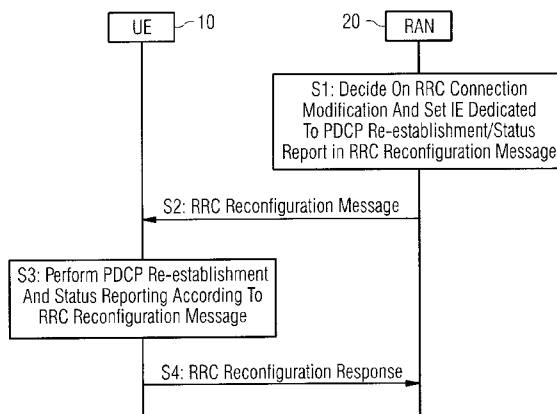 UE 10
20 RAN
S1: Decide On RRC Connection
Modification And Set IE Dedicated
To PDCP Re-establishment/Status
Report in RRC Reconfiguration Message
S2: RRC Reconfiguration Message
S3: Perform PDCP Re-establishment
And Status Reporting According To
RRC Reconfiguration Message
S4: RRC Reconfiguration Response